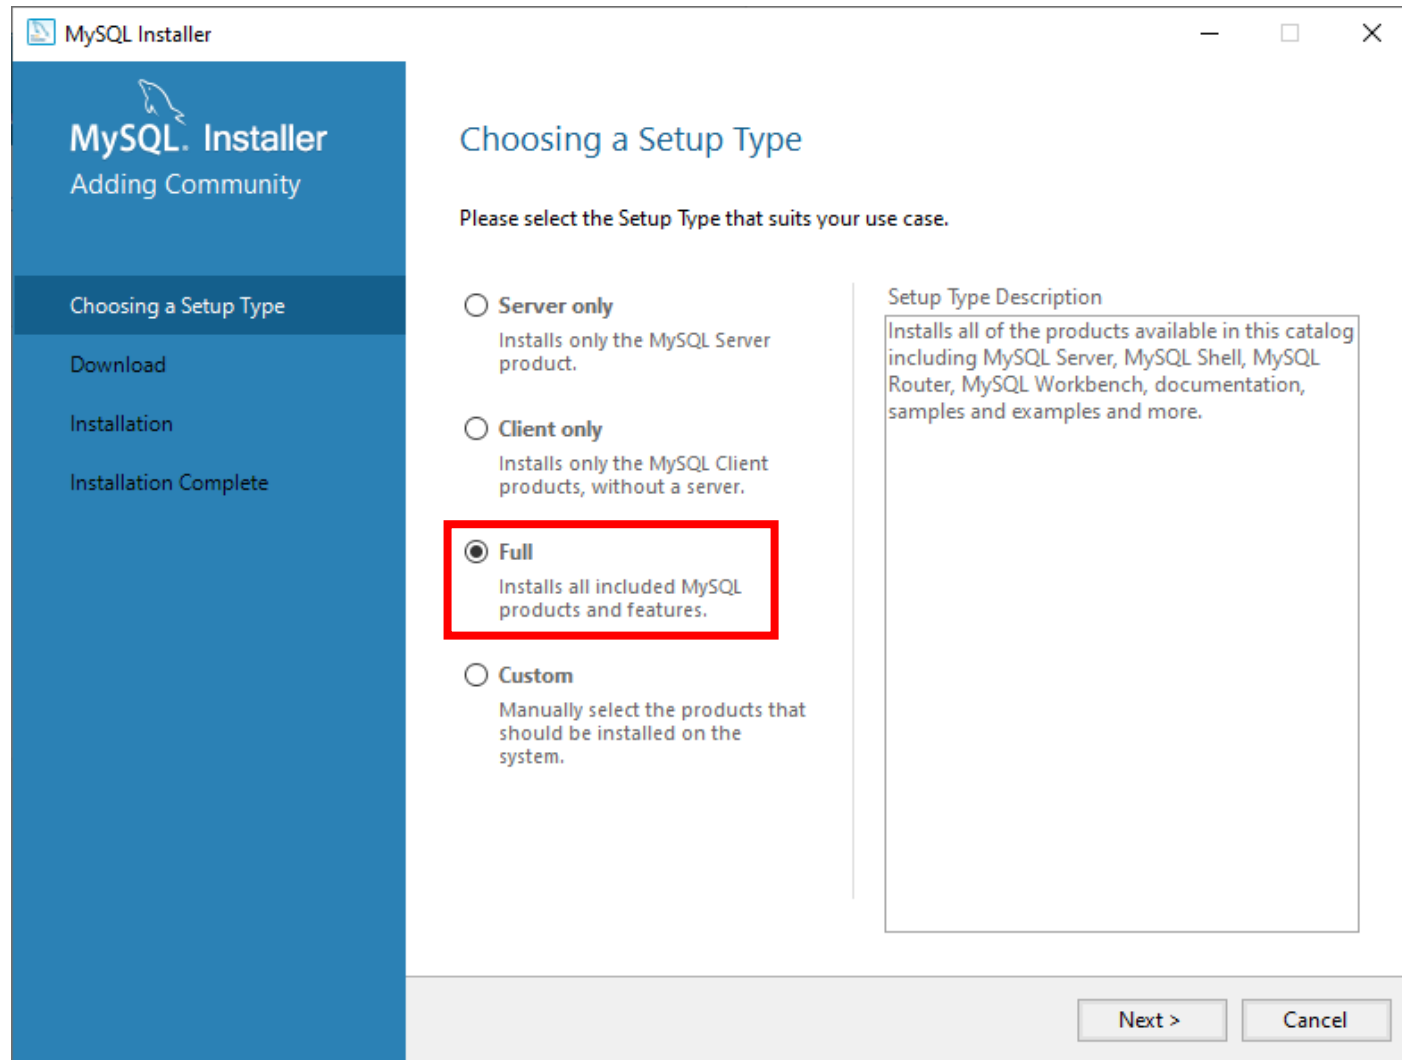 MySQL Installer
MySQL. Installer
Adding Community
Choosing a Setup Type
Download
Installation
Installation Complete
Choosing a Setup Type
Please select the Setup Type that suits your use case.
Server only
Installs only the MySQL Server
product.
Client only
Installs only the MySQL Client
products, without a server.
Full
Installs all included MySQL
products and features.
Custom
Manually select the products that
should be installed on the
system.
Setup Type Description
Installs all of the products available in this catalog
including MySQL Server, MySQL Shell, MySQL
Router, MySQL Workbench, documentation,
samples and examples and more.
Next >
Cancel